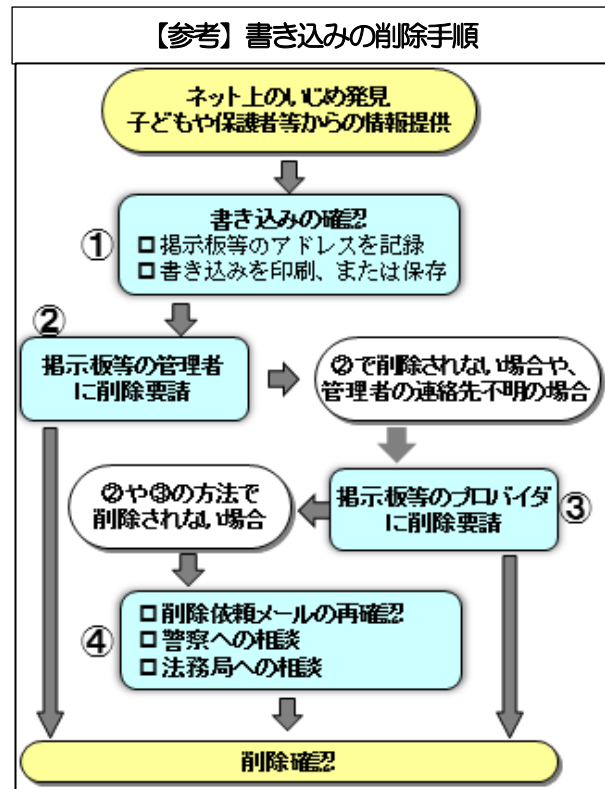 【参考】書き込みの削除手順
ネット上のいじめ発見
子どもや保護者等からの情報提供
①
書き込みの確認
□掲示板等のアドレスを記録
□書き込みを印刷、または保存
②
掲示板等の管理者
に削除要請
②で削除されない場合や、
管理者の連絡先不明の場合
②や③の方法で
削除されない場合
掲示板等のプロバイダ
に削除要請
③
④
□削除依頼メールの再確認
□警察への相談
□法務局への相談
削除確認